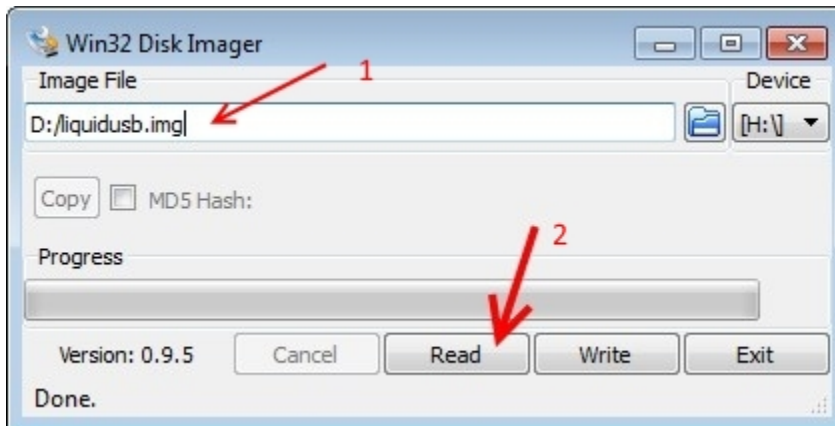 Win32 Disk Imager
1
Image File Device
D:/liquidusb.img [H:\]
Copy MD5 Hash:
2
Progress
Version: 0.9.5 Cancel Read Write Exit
Done.